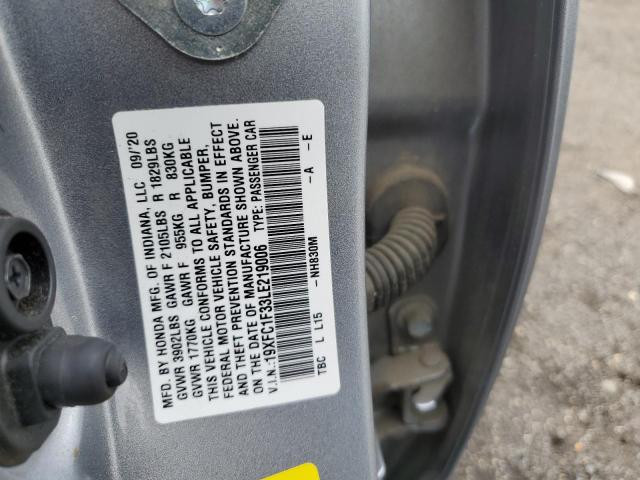 MFD. BY HONDA MFG. OF INDIANA, LLC 09/'20
GVWR 3902LBS GAWR F 2105LBS R 1829LBS
GVWR 1770KG GAWR F 955KG R 830KG
THIS VEHICLE CONFORMS TO ALL APPLICABLE
FEDERAL MOTOR VEHICLE SAFETY, BUMPER,
AND THEFT PREVENTION STANDARDS IN EFFECT
ON THE DATE OF MANUFACTURE SHOWN ABOVE.
V.I.N.:19XFC1F33LE219006 TYPE: PASSENGER CAR
TBC L L15 -NH830M -A -E